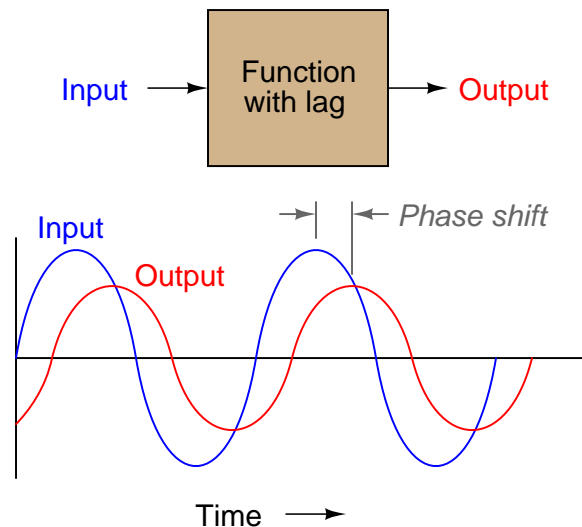 Input
Function
with lag
Output
Phase shift
Input
Output
Time